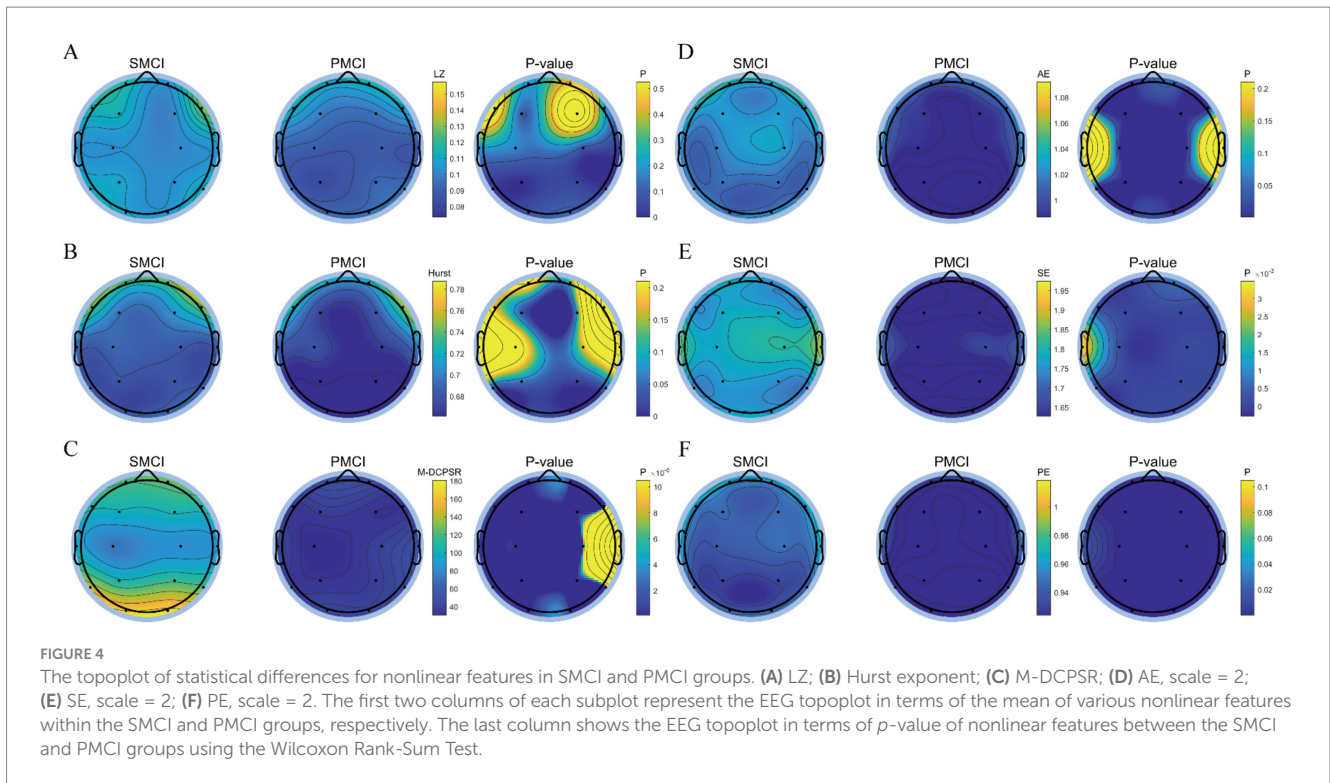 A
SMCI
PMCI
LZ
0.15
0.14
0.13
0.12
0.11
0.1
0.09
0.08
P-value
P
0.5
0.4
0.3
0.2
0.1
0
D
SMCI
PMCI
AE
1.08
1.06
1.04
1.02
1
P-value
P
0.2
0.15
0.1
0.05
B
SMCI
PMCI
Hurst
0.78
0.76
0.74
0.72
0.7
0.68
P-value
P
0.2
0.15
0.1
0.05
0
E
SMCI
PMCI
SE
1.95
1.9
1.85
1.8
1.75
1.7
1.65
P-value
P
3
2
1
0
C
SMCI
PMCI
M-DCPSR
180
160
140
120
100
80
60
40
P-value
P
10
8
6
4
2
F
SMCI
PMCI
PE
1
0.98
0.96
0.94
P-value
P
0.1
0.08
0.06
0.04
0.02
FIGURE 4
The topoplot of statistical differences for nonlinear features in SMCI and PMCI groups. (A) LZ; (B) Hurst exponent; (C) M-DCPSR; (D) AE, scale = 2;
(E) SE, scale = 2; (F) PE, scale = 2. The first two columns of each subplot represent the EEG topoplot in terms of the mean of various nonlinear features
within the SMCI and PMCI groups, respectively. The last column shows the EEG topoplot in terms of p-value of nonlinear features between the SMCI
and PMCI groups using the Wilcoxon Rank-Sum Test.